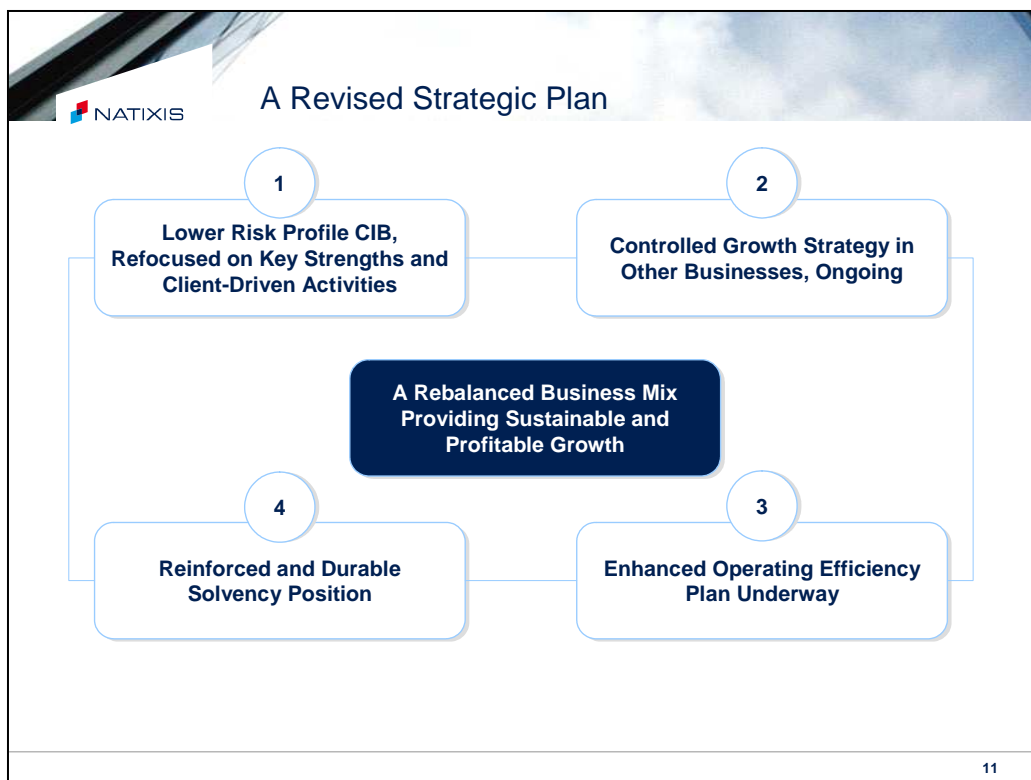 NATIXIS
A Revised Strategic Plan
1
Lower Risk Profile CIB,
Refocused on Key Strengths and
Client-Driven Activities
2
Controlled Growth Strategy in
Other Businesses, Ongoing
A Rebalanced Business Mix
Providing Sustainable and
Profitable Growth
4
Reinforced and Durable
Solvency Position
3
Enhanced Operating Efficiency
Plan Underway
11